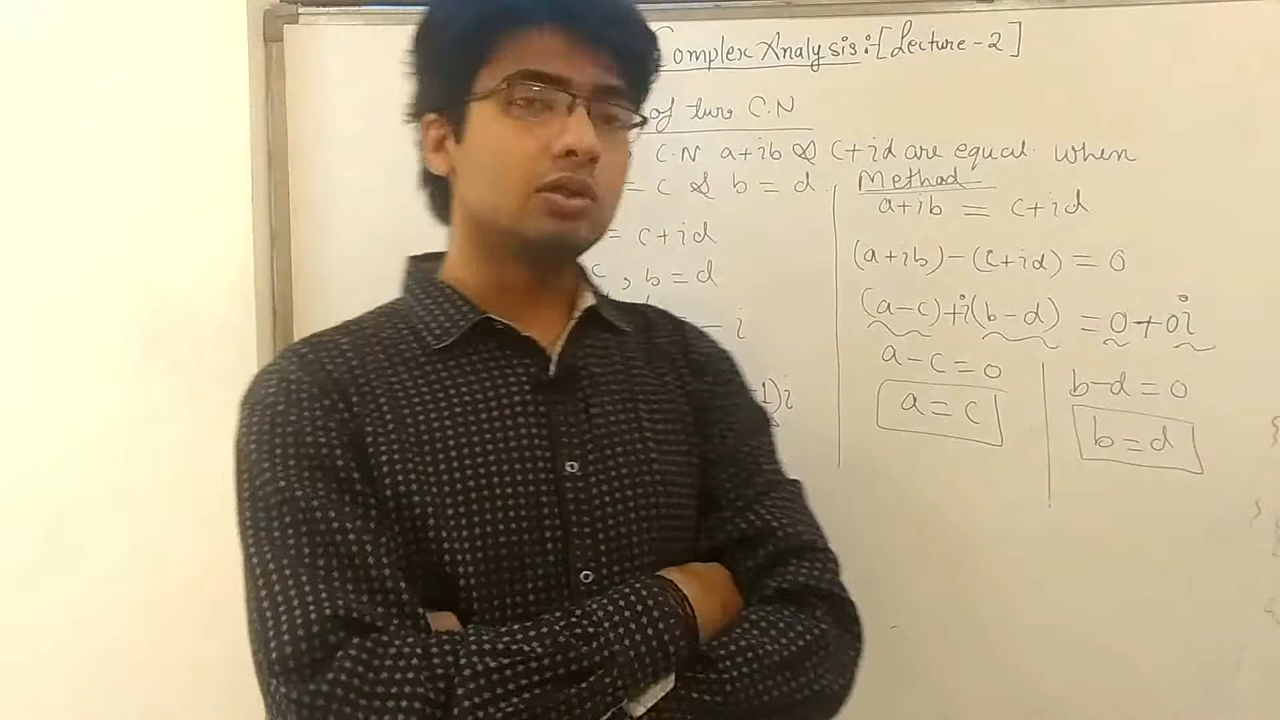 Complex Analysis:-[Lecture-2]
of two C.N
C.N a+ib & C+id are equal when
= c & b = d
Method
a+ib = c+id
= c+id
(a+ib)-(c+id) = 0
c, b = d
(a-c)+i(b-d) = 0+0i
- i
a-c=0
b-d=0
-1)i
a=c
b=d